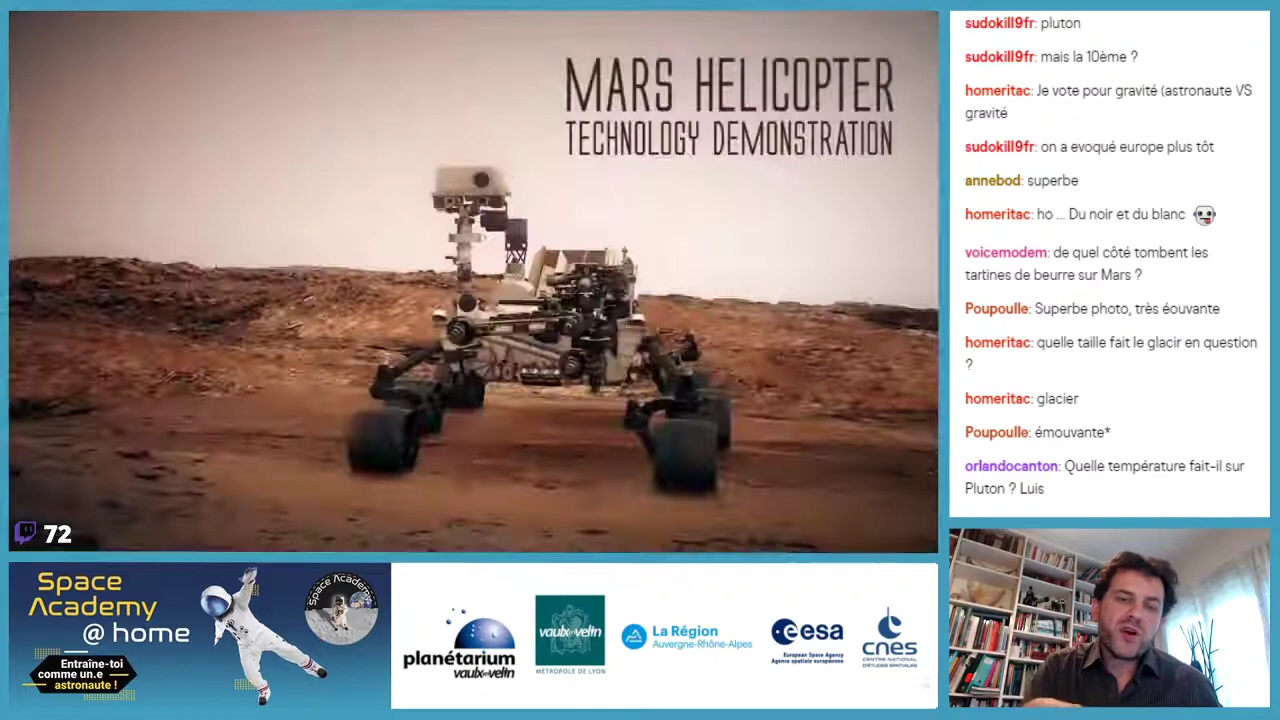 MARS HELICOPTER
TECHNOLOGY DEMONSTRATION
72
sudokill9fr: pluton
sudokill9fr: mais la 10ème ?
homeritac: Je vote pour gravité (astronaute VS
gravité
sudokill9fr: on a evoqué europe plus tôt
annebod: superbe
homeritac: ho ... Du noir et du blanc
voicemodem: de quel côté tombent les
tartines de beurre sur Mars ?
Poupoulle: Superbe photo, très éouvante
homeritac: quelle taille fait le glacir en question
?
homeritac: glacier
Poupoulle: émouvante*
orlandocanton: Quelle température fait-il sur
Pluton ? Luis
Space
Academy
@ home
Entraîne-toi
comme un.e
astronaute !
Space Academy
planétarium
vaulx en velin
vaulx en velin
MÉTROPOLE DE LYON
La Région
Auvergne-Rhône-Alpes
esa
European Space Agency
Agence spatiale européenne
cnes
CENTRE NATIONAL
D'ÉTUDES SPATIALES